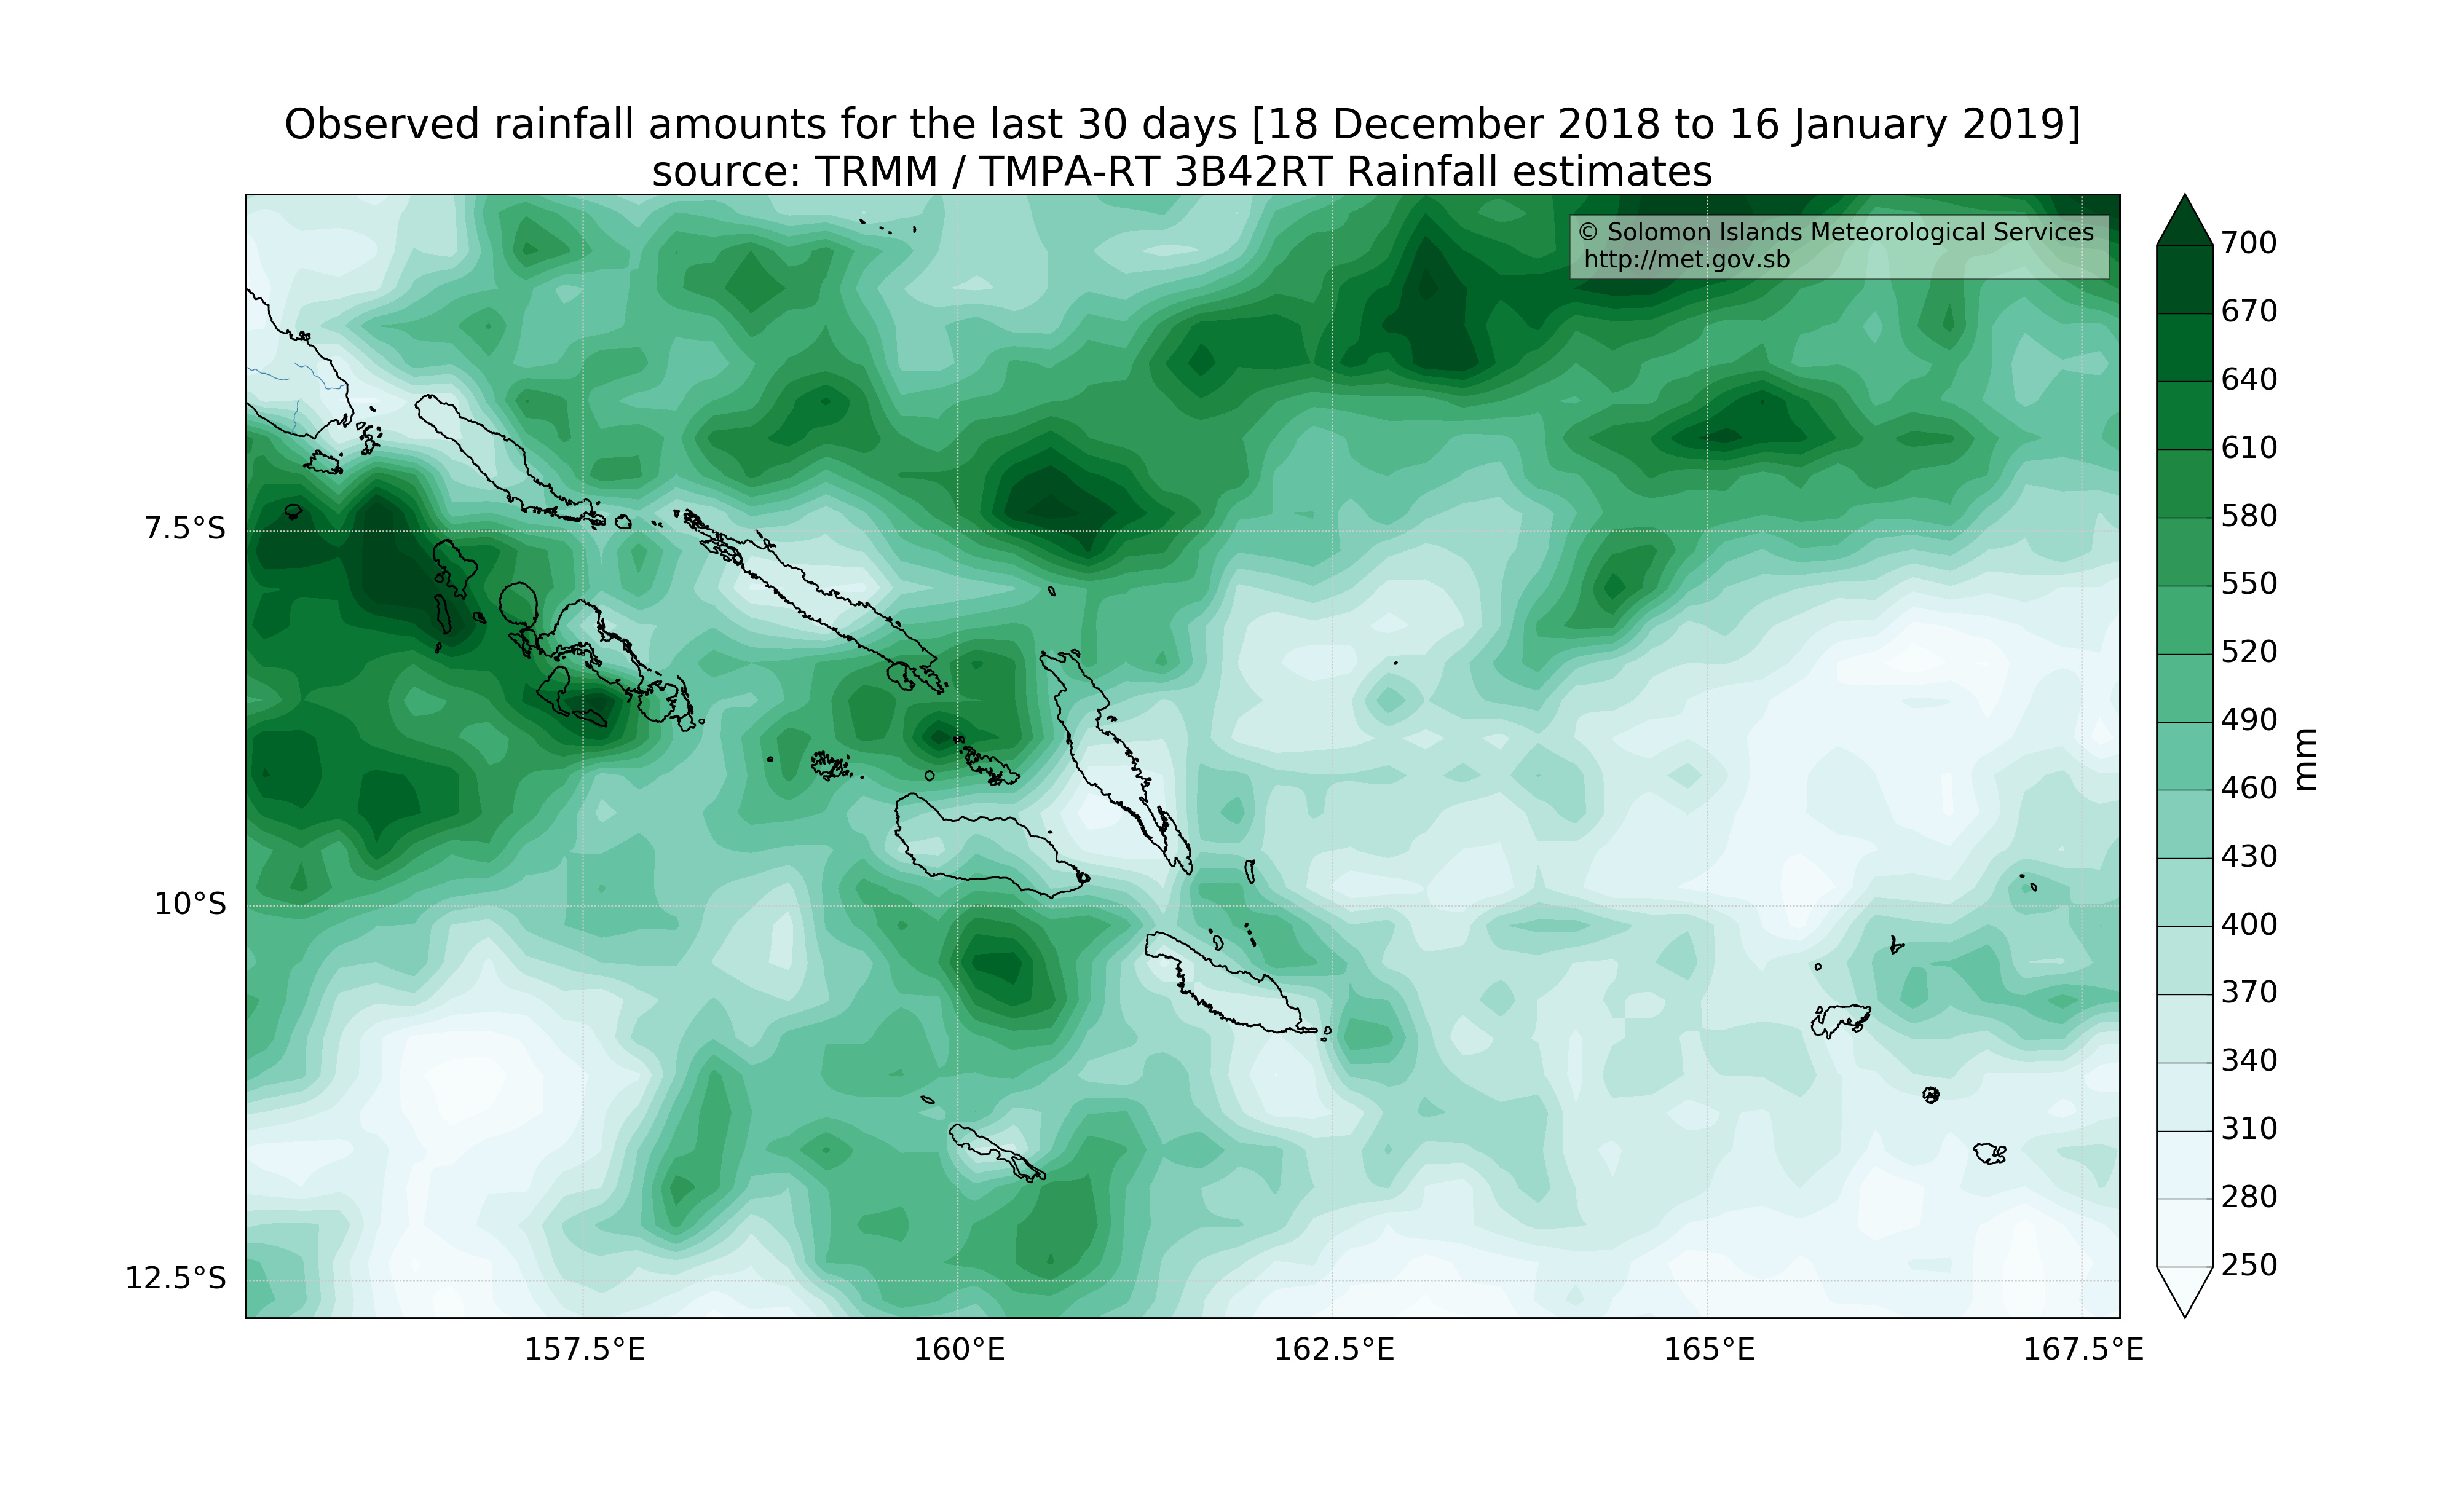 Observed rainfall amounts for the last 30 days [18 December 2018 to 16 January 2019]
source: TRMM / TMPA-RT 3B42RT Rainfall estimates
© Solomon Islands Meteorological Services
http://met.gov.sb
7.5°S
10°S
12.5°S
157.5°E
160°E
162.5°E
165°E
167.5°E
700
670
640
610
580
550
520
490
460
430
400
370
340
310
280
250
mm